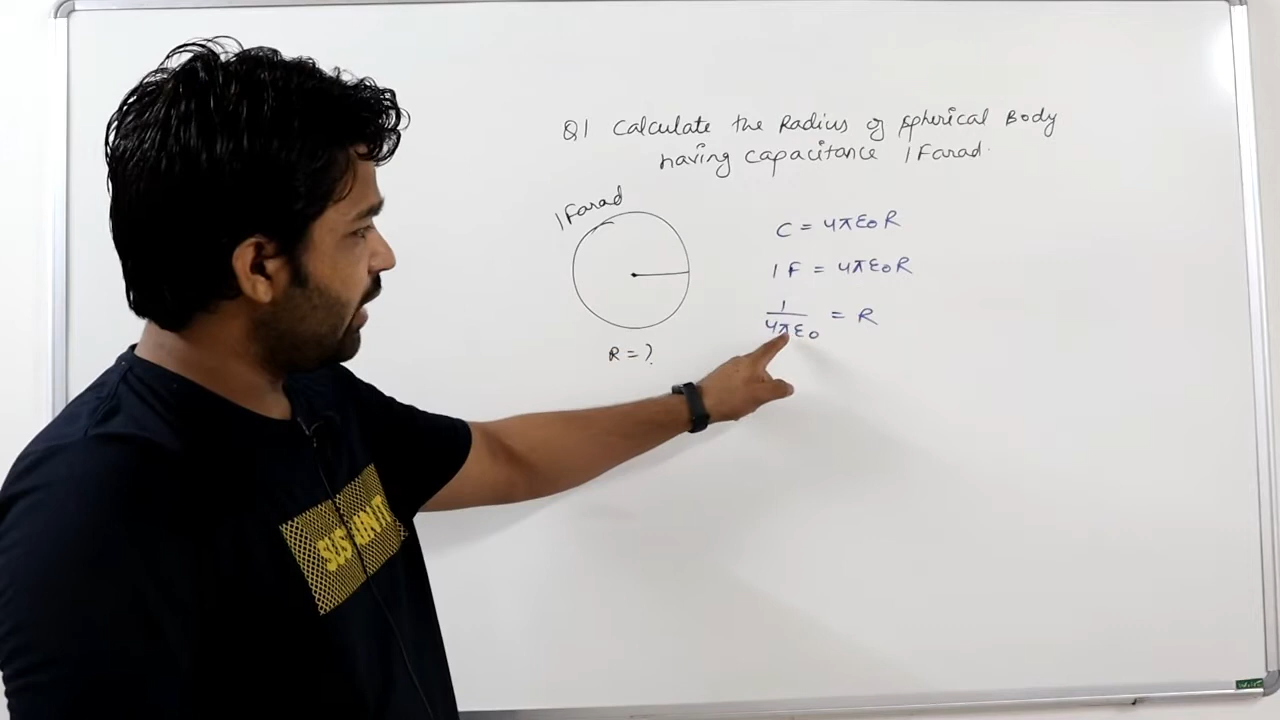 Q1 Calculate the Radius of spherical Body
having capacitance 1 Farad.
1 Farad
R = ?
C = 4πε₀R
1 F = 4πε₀R
1/4πε₀ = R